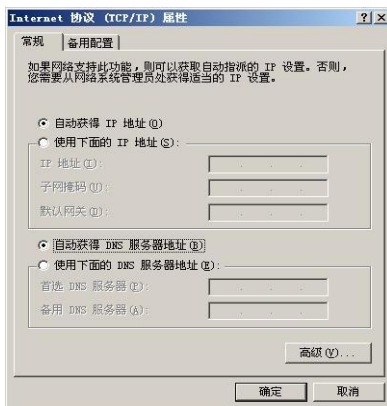 Internet 协议 (TCP/IP) 属性
常规 备用配置
如果网络支持此功能，则可以获取自动指派的 IP 设置。否则，
您需要从网络系统管理员处获得适当的 IP 设置。
自动获得 IP 地址(O)
使用下面的 IP 地址(S):
IP 地址(I):
子网掩码(U):
默认网关(D):
自动获得 DNS 服务器地址(B)
使用下面的 DNS 服务器地址(E):
首选 DNS 服务器(P):
备用 DNS 服务器(A):
高级(V)...
确定 取消